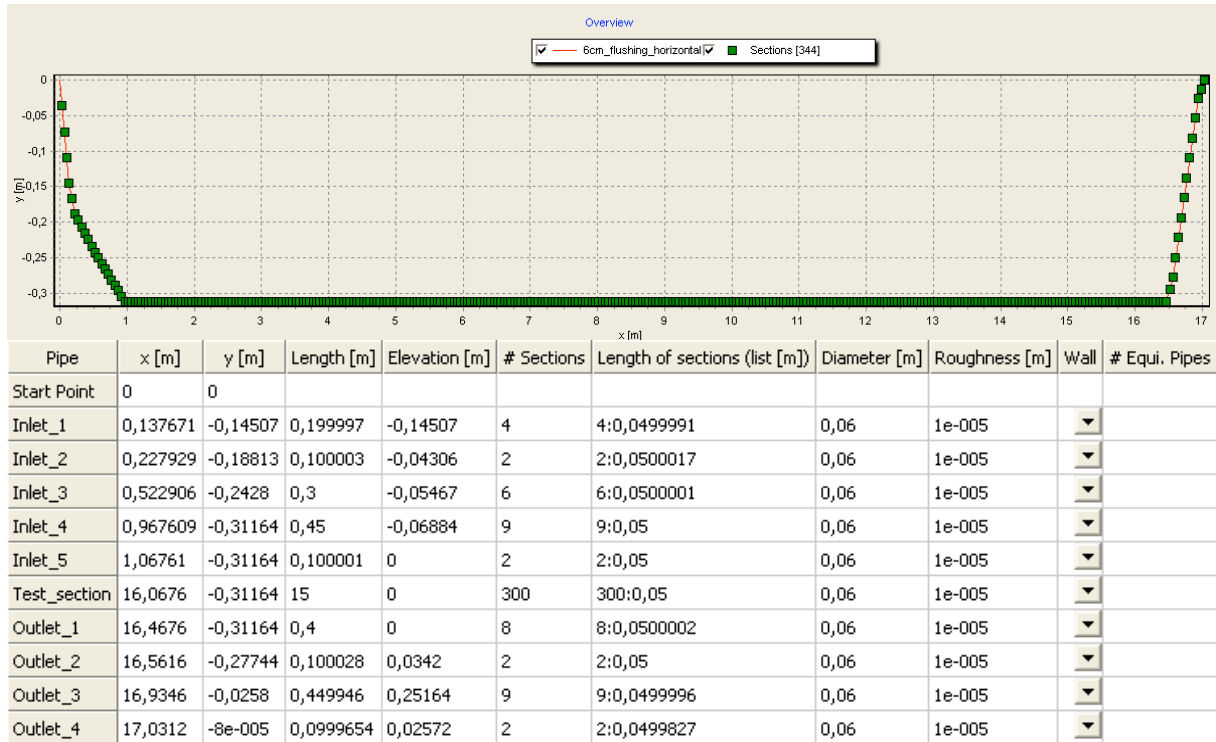 Overview
6cm_flushing_horizontal Sections [344]
0
-0,05
-0,1
-0,15
-0,2
-0,25
-0,3
y [m]
0 1 2 3 4 5 6 7 8 9 10 11 12 13 14 15 16 17
x [m]
Pipe x [m] y [m] Length [m] Elevation [m] # Sections Length of sections (list [m]) Diameter [m] Roughness [m] Wall # Equi. Pipes
Start Point 0 0
Inlet_1 0,137671 -0,14507 0,199997 -0,14507 4 4:0,0499991 0,06 1e-005
Inlet_2 0,227929 -0,18813 0,100003 -0,04306 2 2:0,0500017 0,06 1e-005
Inlet_3 0,522906 -0,2428 0,3 -0,05467 6 6:0,0500001 0,06 1e-005
Inlet_4 0,967609 -0,31164 0,45 -0,06884 9 9:0,05 0,06 1e-005
Inlet_5 1,06761 -0,31164 0,100001 0 2 2:0,05 0,06 1e-005
Test_section 16,0676 -0,31164 15 0 300 300:0,05 0,06 1e-005
Outlet_1 16,4676 -0,31164 0,4 0 8 8:0,0500002 0,06 1e-005
Outlet_2 16,5616 -0,27744 0,100028 0,0342 2 2:0,05 0,06 1e-005
Outlet_3 16,9346 -0,0258 0,449946 0,25164 9 9:0,0499996 0,06 1e-005
Outlet_4 17,0312 -8e-005 0,0999654 0,02572 2 2:0,0499827 0,06 1e-005